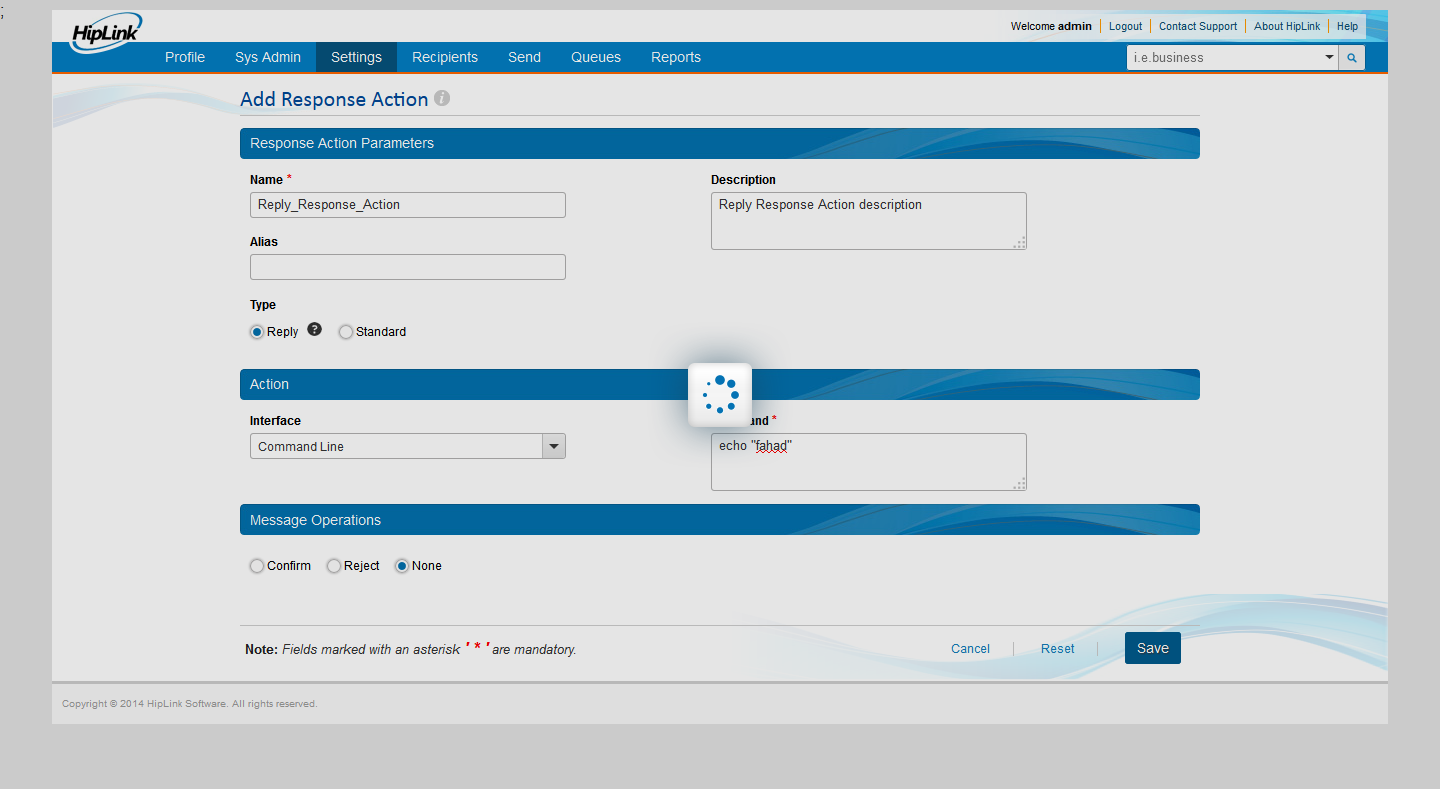 ;
HipLink
Welcome admin Logout Contact Support About HipLink Help
Profile Sys Admin Settings Recipients Send Queues Reports i.e.business
Add Response Action i
Response Action Parameters
Name * Description
Reply_Response_Action Reply Response Action description
Alias
Type
Reply ? Standard
Action
Interface and *
Command Line echo "fahad"
Message Operations
Confirm Reject None
Note: Fields marked with an asterisk ' * ' are mandatory. Cancel Reset Save
Copyright © 2014 HipLink Software. All rights reserved.